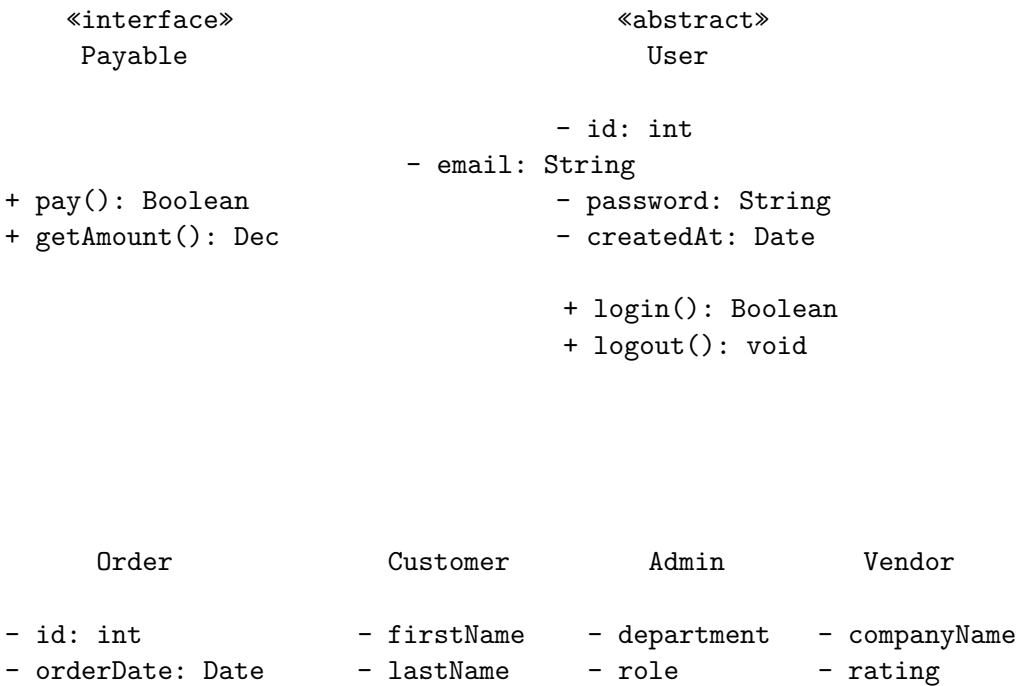 «interface»
Payable
+ pay(): Boolean
+ getAmount(): Dec
«abstract»
User
- id: int
- email: String
- password: String
- createdAt: Date
+ login(): Boolean
+ logout(): void
Order
- id: int
- orderDate: Date
Customer
- firstName
- lastName
Admin
- department
- role
Vendor
- companyName
- rating